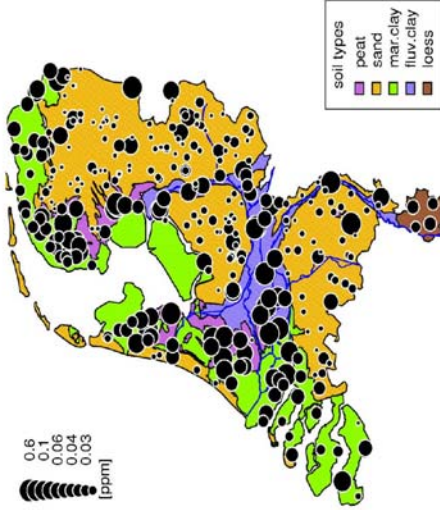 0.6
0.1
0.06
0.04
0.03
[ppm]
soil types
peat
sand
mar.clay
fluv.clay
loess